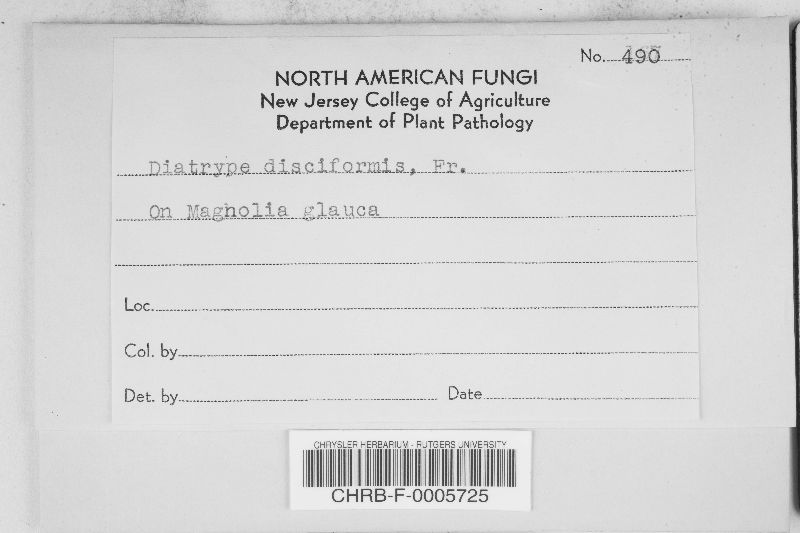 No. 490
NORTH AMERICAN FUNGI
New Jersey College of Agriculture
Department of Plant Pathology
Diatrype disciformis, Fr.
On Magnolia glauca
Loc.
Col. by
Det. by Date
CHRYSLER HERBARIUM - RUTGERS UNIVERSITY
CHRB-F-0005725